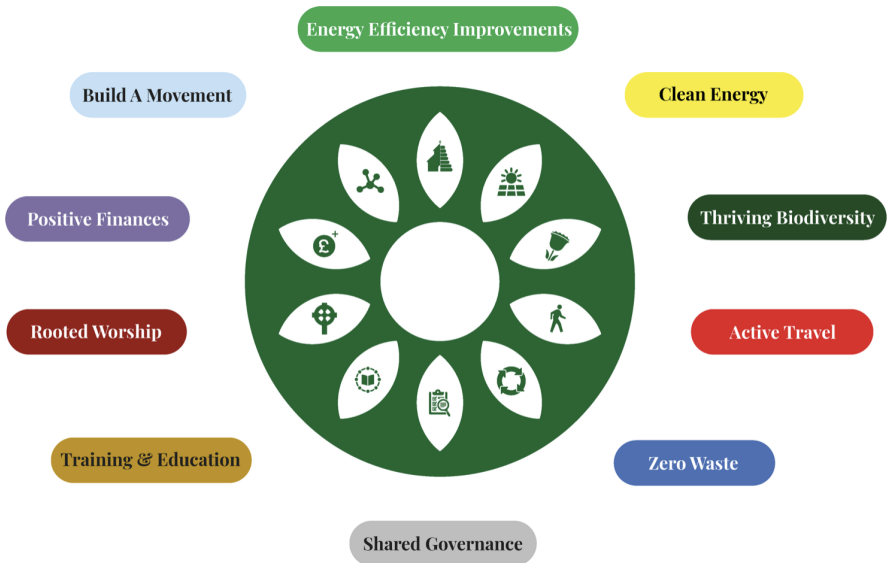 Energy Efficiency Improvements
Build A Movement
Clean Energy
Positive Finances
Thriving Biodiversity
Rooted Worship
Active Travel
Training & Education
Zero Waste
Shared Governance
£+